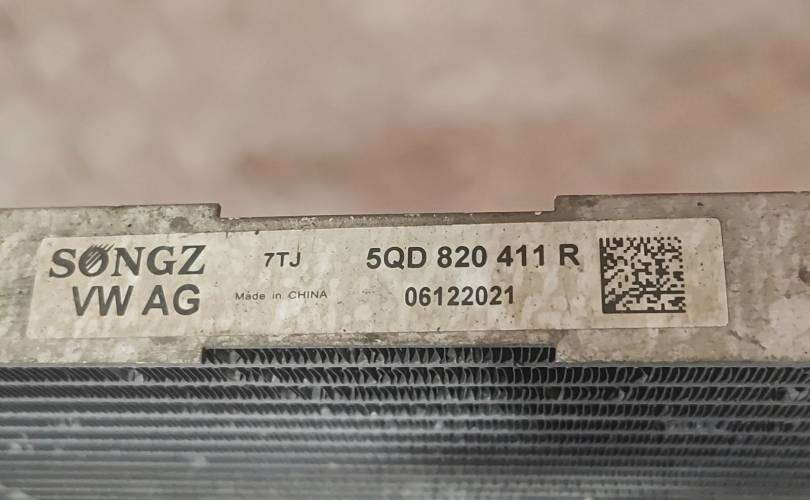 SONGZ 7TJ 5QD 820 411 R
VW AG Made in CHINA 06122021